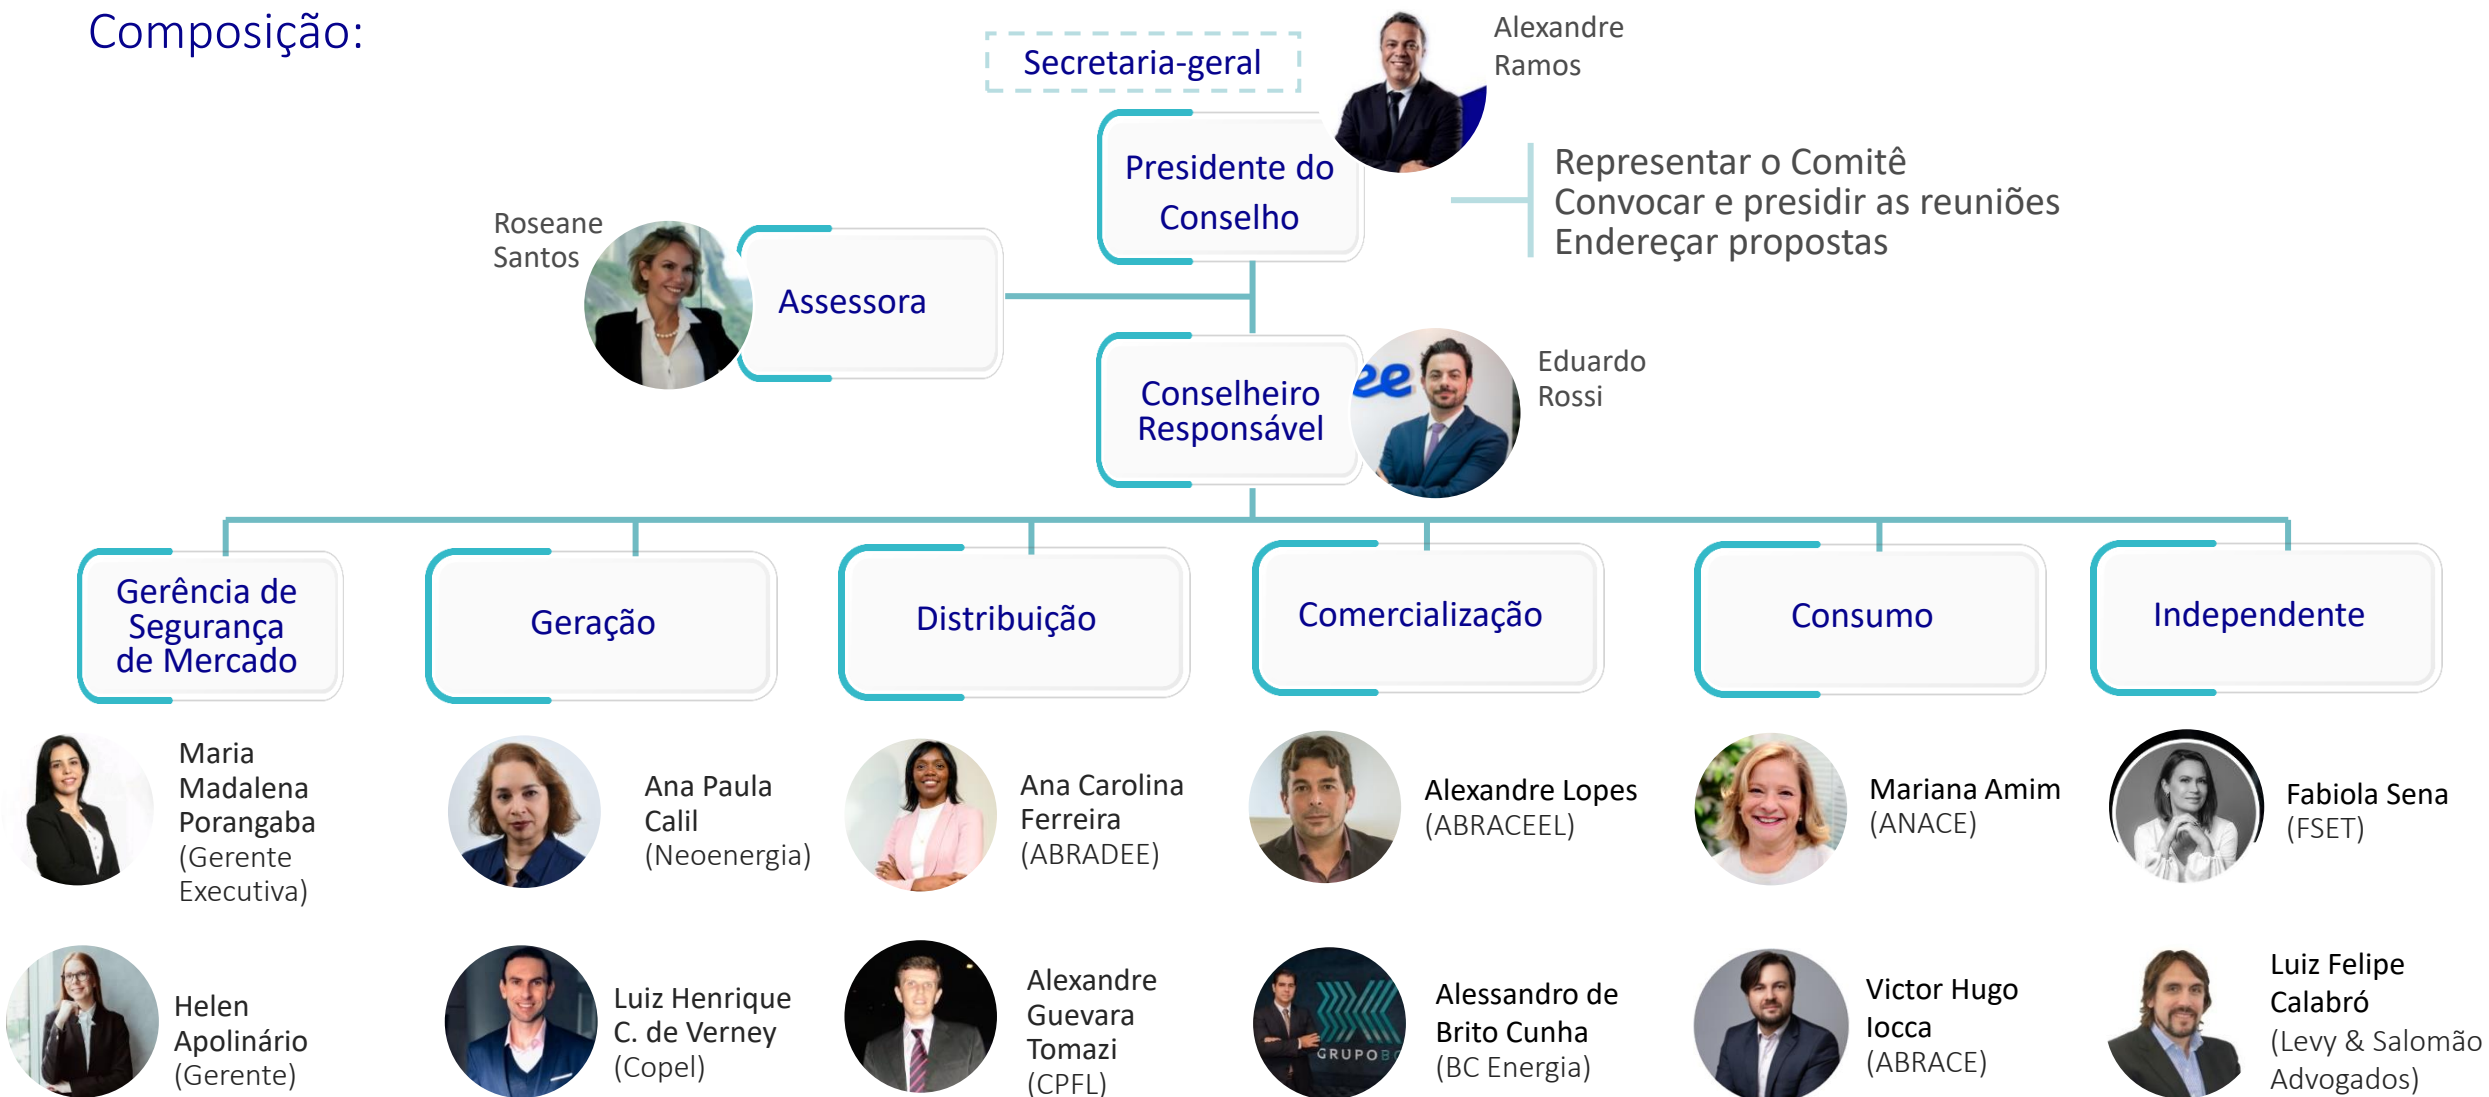 Composição:
Secretaria-geral
Alexandre
Ramos
Presidente do
Conselho
Representar o Comitê
Convocar e presidir as reuniões
Endereçar propostas
Roseane
Santos
Assessora
Conselheiro
Responsável
ee
Eduardo
Rossi
Gerência de
Segurança
de Mercado
Geração
Distribuição
Comercialização
Consumo
Independente
Maria
Madalena
Porangaba
(Gerente
Executiva)
Ana Paula
Calil
(Neoenergia)
Ana Carolina
Ferreira
(ABRADEE)
Alexandre Lopes
(ABRACEEL)
Mariana Amim
(ANACE)
Fabiola Sena
(FSET)
Helen
Apolinário
(Gerente)
Luiz Henrique
C. de Verney
(Copel)
Alexandre
Guevara
Tomazi
(CPFL)
GRUPOBC
Alessandro de
Brito Cunha
(BC Energia)
Victor Hugo
Iocca
(ABRACE)
Luiz Felipe
Calabró
(Levy & Salomão
Advogados)